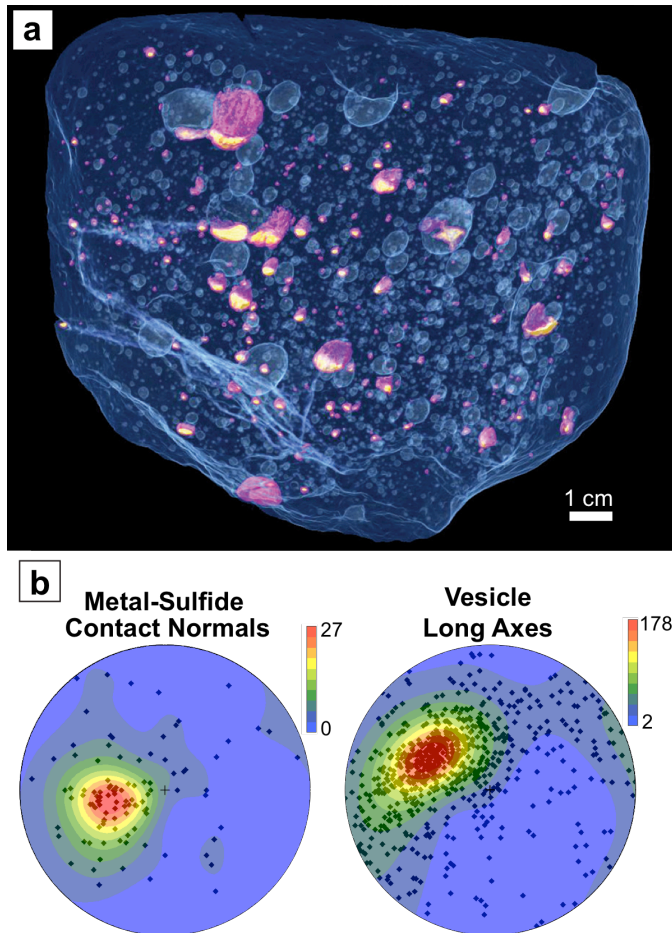 a
1 cm
b
Metal-Sulfide
Contact Normals
27
0
Vesicle
Long Axes
178
2